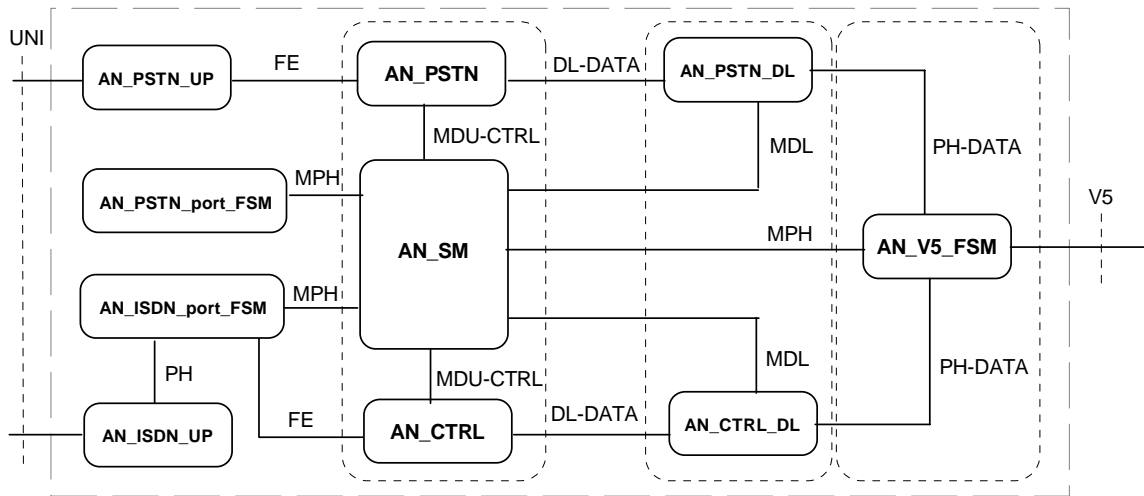 UNI
AN_PSTN_UP
FE
AN_PSTN
DL-DATA
AN_PSTN_DL
MDU-CTRL
MDL
PH-DATA
AN_PSTN_port_FSM
MPH
AN_SM
MPH
AN_V5_FSM
V5
AN_ISDN_port_FSM
MPH
PH
MDU-CTRL
MDL
PH-DATA
AN_ISDN_UP
FE
AN_CTRL
DL-DATA
AN_CTRL_DL